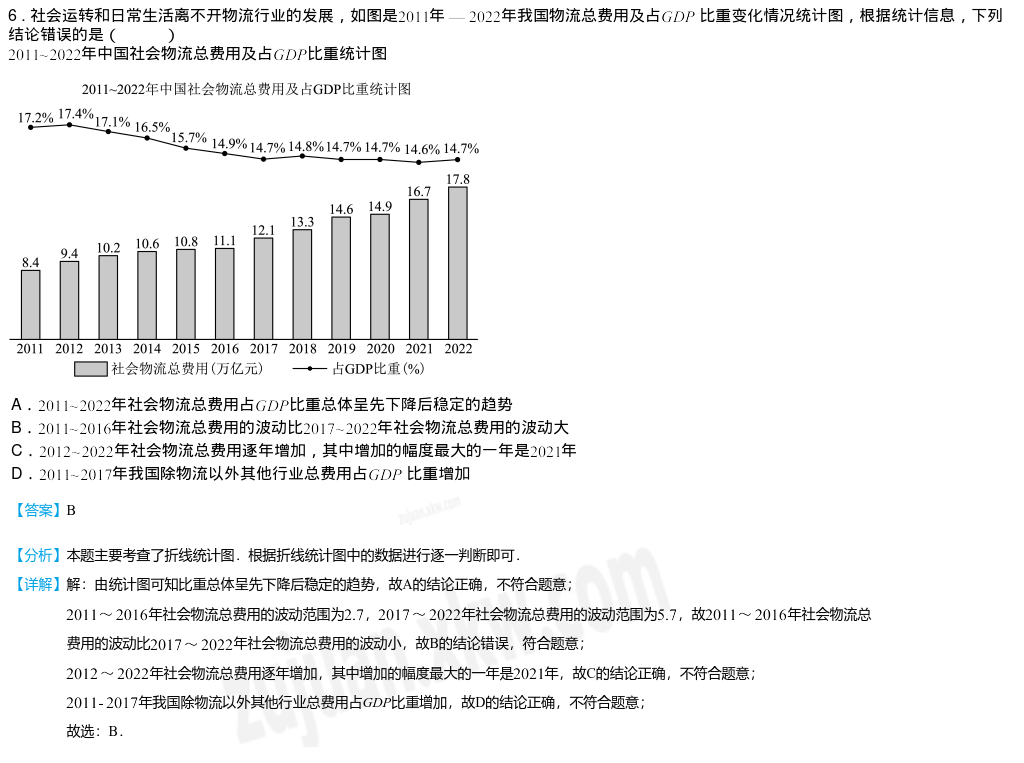 6．社会运转和日常生活离不开物流行业的发展，如图是2011年 — 2022年我国物流总费用及占GDP 比重变化情况统计图，根据统计信息，下列
结论错误的是（　　）
2011~2022年中国社会物流总费用及占GDP比重统计图
2011~2022年中国社会物流总费用及占GDP比重统计图
17.2% 17.4% 17.1% 16.5% 15.7% 14.9% 14.7% 14.8% 14.7% 14.7% 14.6% 14.7%
8.4 9.4 10.2 10.6 10.8 11.1 12.1 13.3 14.6 14.9 16.7 17.8
2011 2012 2013 2014 2015 2016 2017 2018 2019 2020 2021 2022
社会物流总费用(万亿元) 占GDP比重(%)
A．2011~2022年社会物流总费用占GDP比重总体呈先下降后稳定的趋势
B．2011~2016年社会物流总费用的波动比2017~2022年社会物流总费用的波动大
C．2012~2022年社会物流总费用逐年增加，其中增加的幅度最大的一年是2021年
D．2011~2017年我国除物流以外其他行业总费用占GDP 比重增加
【答案】B
【分析】本题主要考查了折线统计图．根据折线统计图中的数据进行逐一判断即可．
【详解】解：由统计图可知比重总体呈先下降后稳定的趋势，故A的结论正确，不符合题意；
2011～2016年社会物流总费用的波动范围为2.7，2017～2022年社会物流总费用的波动范围为5.7，故2011～2016年社会物流总
费用的波动比2017～2022年社会物流总费用的波动小，故B的结论错误，符合题意；
2012～2022年社会物流总费用逐年增加，其中增加的幅度最大的一年是2021年，故C的结论正确，不符合题意；
2011-2017年我国除物流以外其他行业总费用占GDP比重增加，故D的结论正确，不符合题意；
故选：B．
zujuan.xkw.com
zujuan.xkw.com